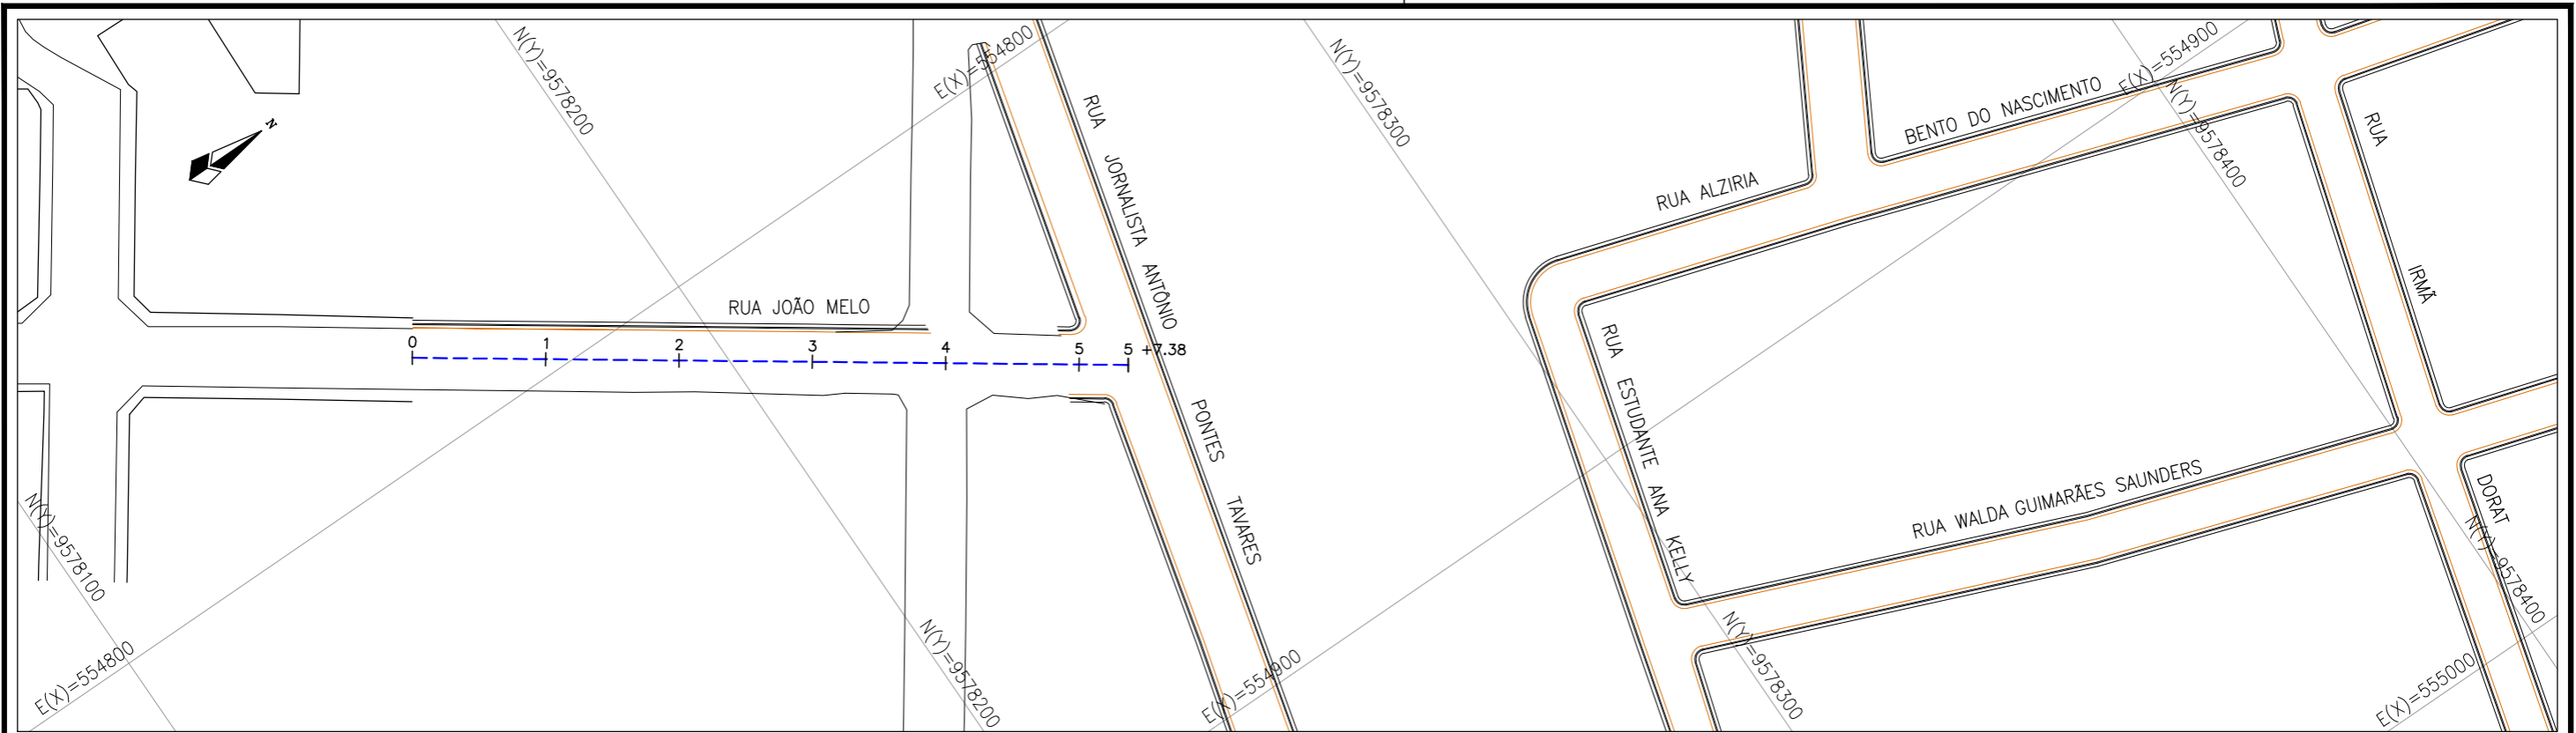 N(Y)=9578200
E(X)=554800
N(Y)=9578300
E(X)=554900
N(Y)=9578400
N
RUA JORNALISTA ANTÔNIO PONTES TAVARES
BENTO DO NASCIMENTO
RUA ALZIRIA
RUA IRMÃ DORAT
RUA JOÃO MELO
0 1 2 3 4 5 5 +7.38
RUA ESTUDANTE ANA KELLY
RUA WALDA GUIMARÃES SAUNDERS
N(Y)=9578100
E(X)=554800
N(Y)=9578200
E(X)=554900
N(Y)=9578300
E(X)=555000
N(Y)=9578400